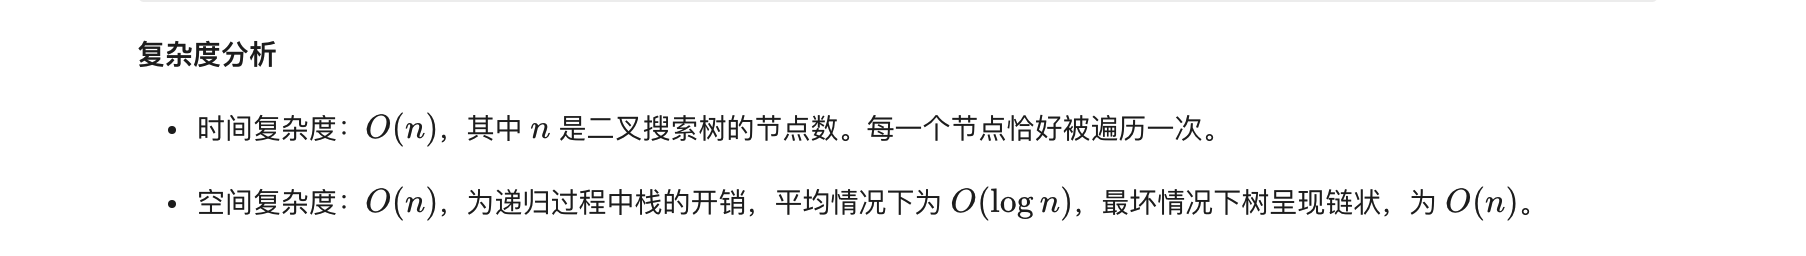 复杂度分析
• 时间复杂度：O(n)，其中 n 是二叉搜索树的节点数。每一个节点恰好被遍历一次。
• 空间复杂度：O(n)，为递归过程中栈的开销，平均情况下为 O(log n)，最坏情况下树呈现链状，为 O(n)。